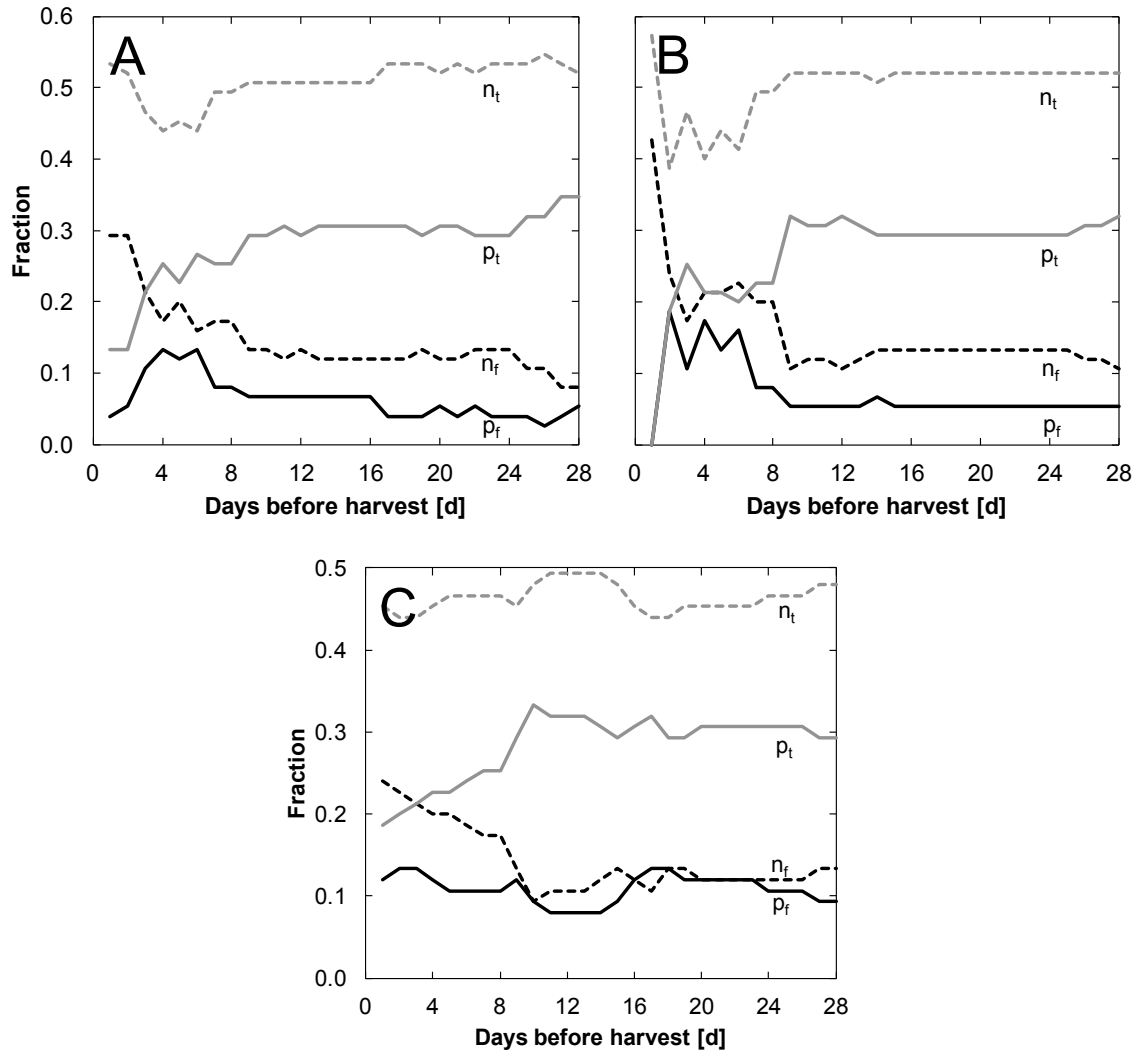 A
0.6
0.5
0.4
0.3
0.2
0.1
0.0
Fraction
nt
pt
nf
pf
0 4 8 12 16 20 24 28
Days before harvest [d]
B
nt
pt
nf
pf
0 4 8 12 16 20 24 28
Days before harvest [d]
C
0.5
0.4
0.3
0.2
0.1
0.0
Fraction
nt
pt
nf
pf
0 4 8 12 16 20 24 28
Days before harvest [d]